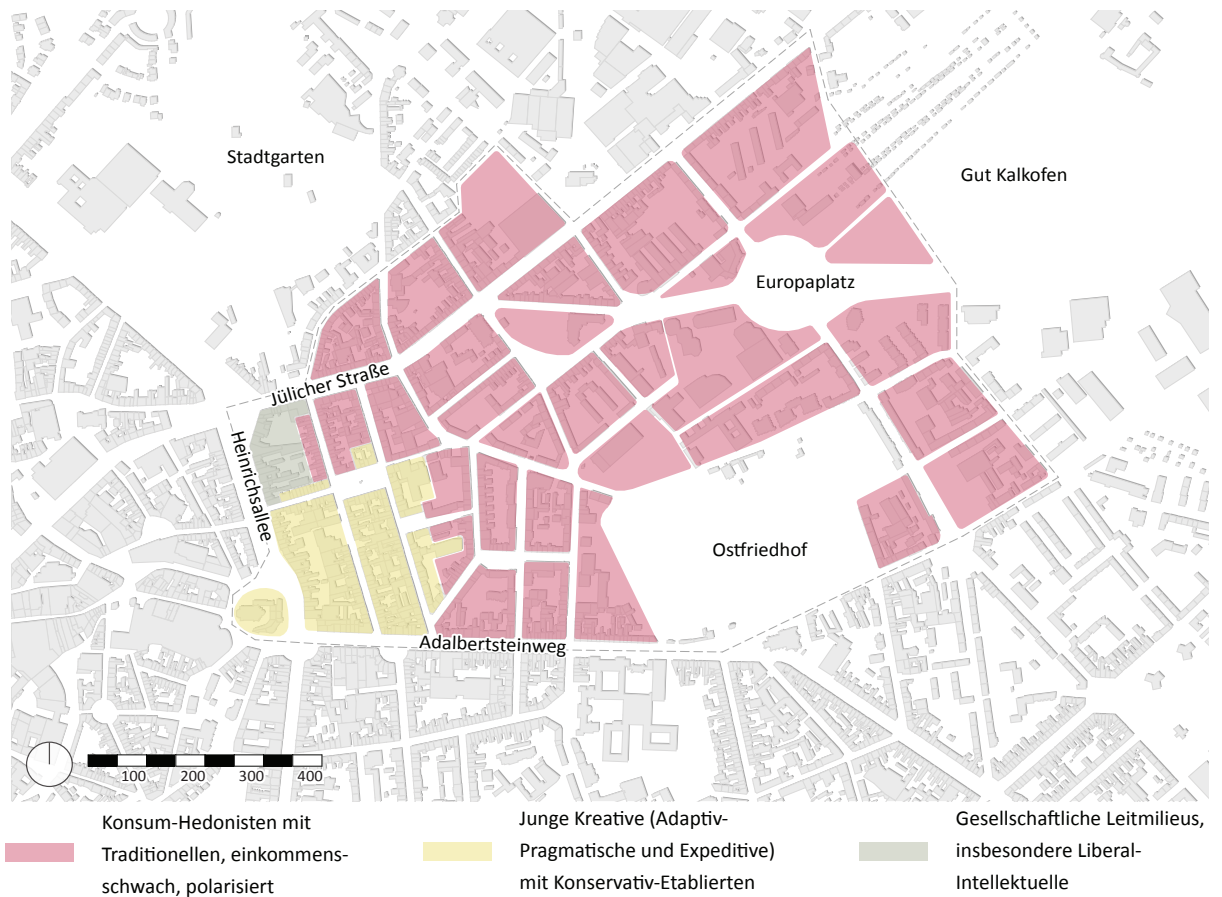 Stadtgarten
Gut Kalkofen
Europaplatz
Jülicher Straße
Heinrichsallee
Ostfriedhof
Adalbertsteinweg
100 200 300 400
Konsum-Hedonisten mit
Traditionellen, einkommens-
schwach, polarisiert
Junge Kreative (Adaptiv-
Pragmatische und Expeditive)
mit Konservativ-Etablierten
Gesellschaftliche Leitmilieus,
insbesondere Liberal-
Intellektuelle